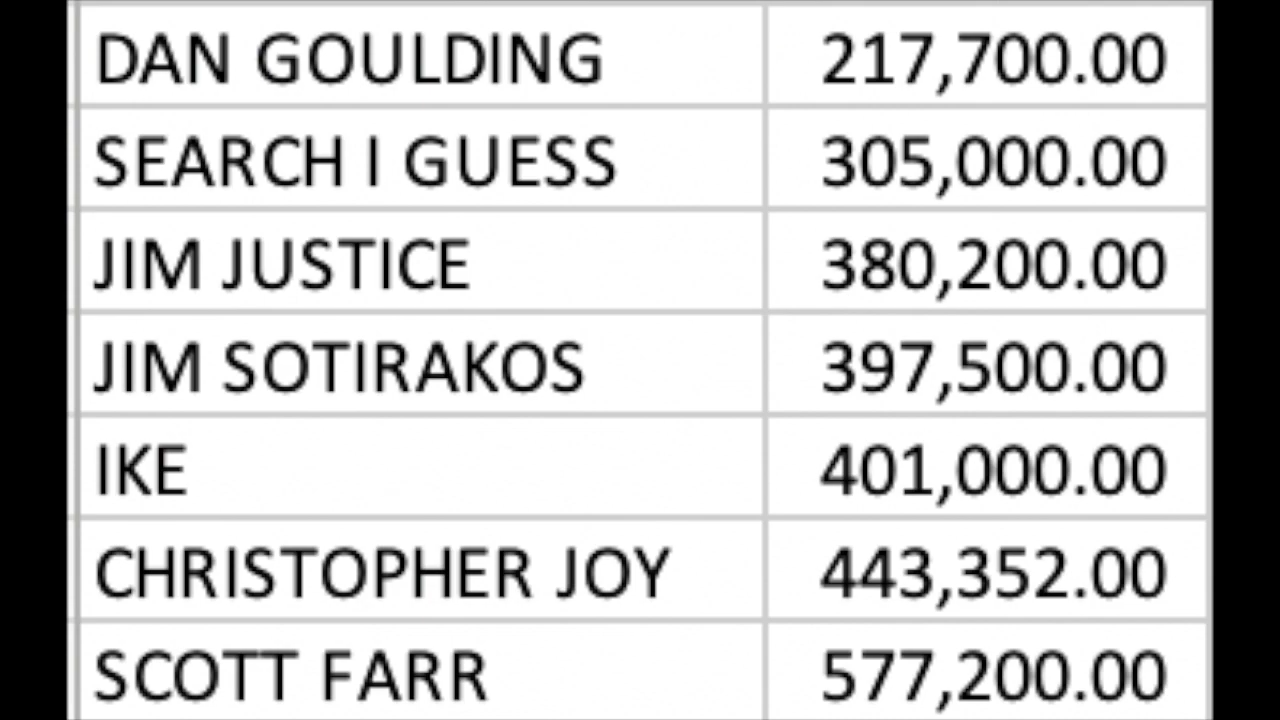 DAN GOULDING 217,700.00
SEARCH I GUESS 305,000.00
JIM JUSTICE 380,200.00
JIM SOTIRAKOS 397,500.00
IKE 401,000.00
CHRISTOPHER JOY 443,352.00
SCOTT FARR 577,200.00